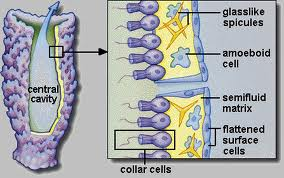 glasslike
spicules
amoeboid
cell
central
cavity
semifluid
matrix
flattened
surface
cells
collar cells